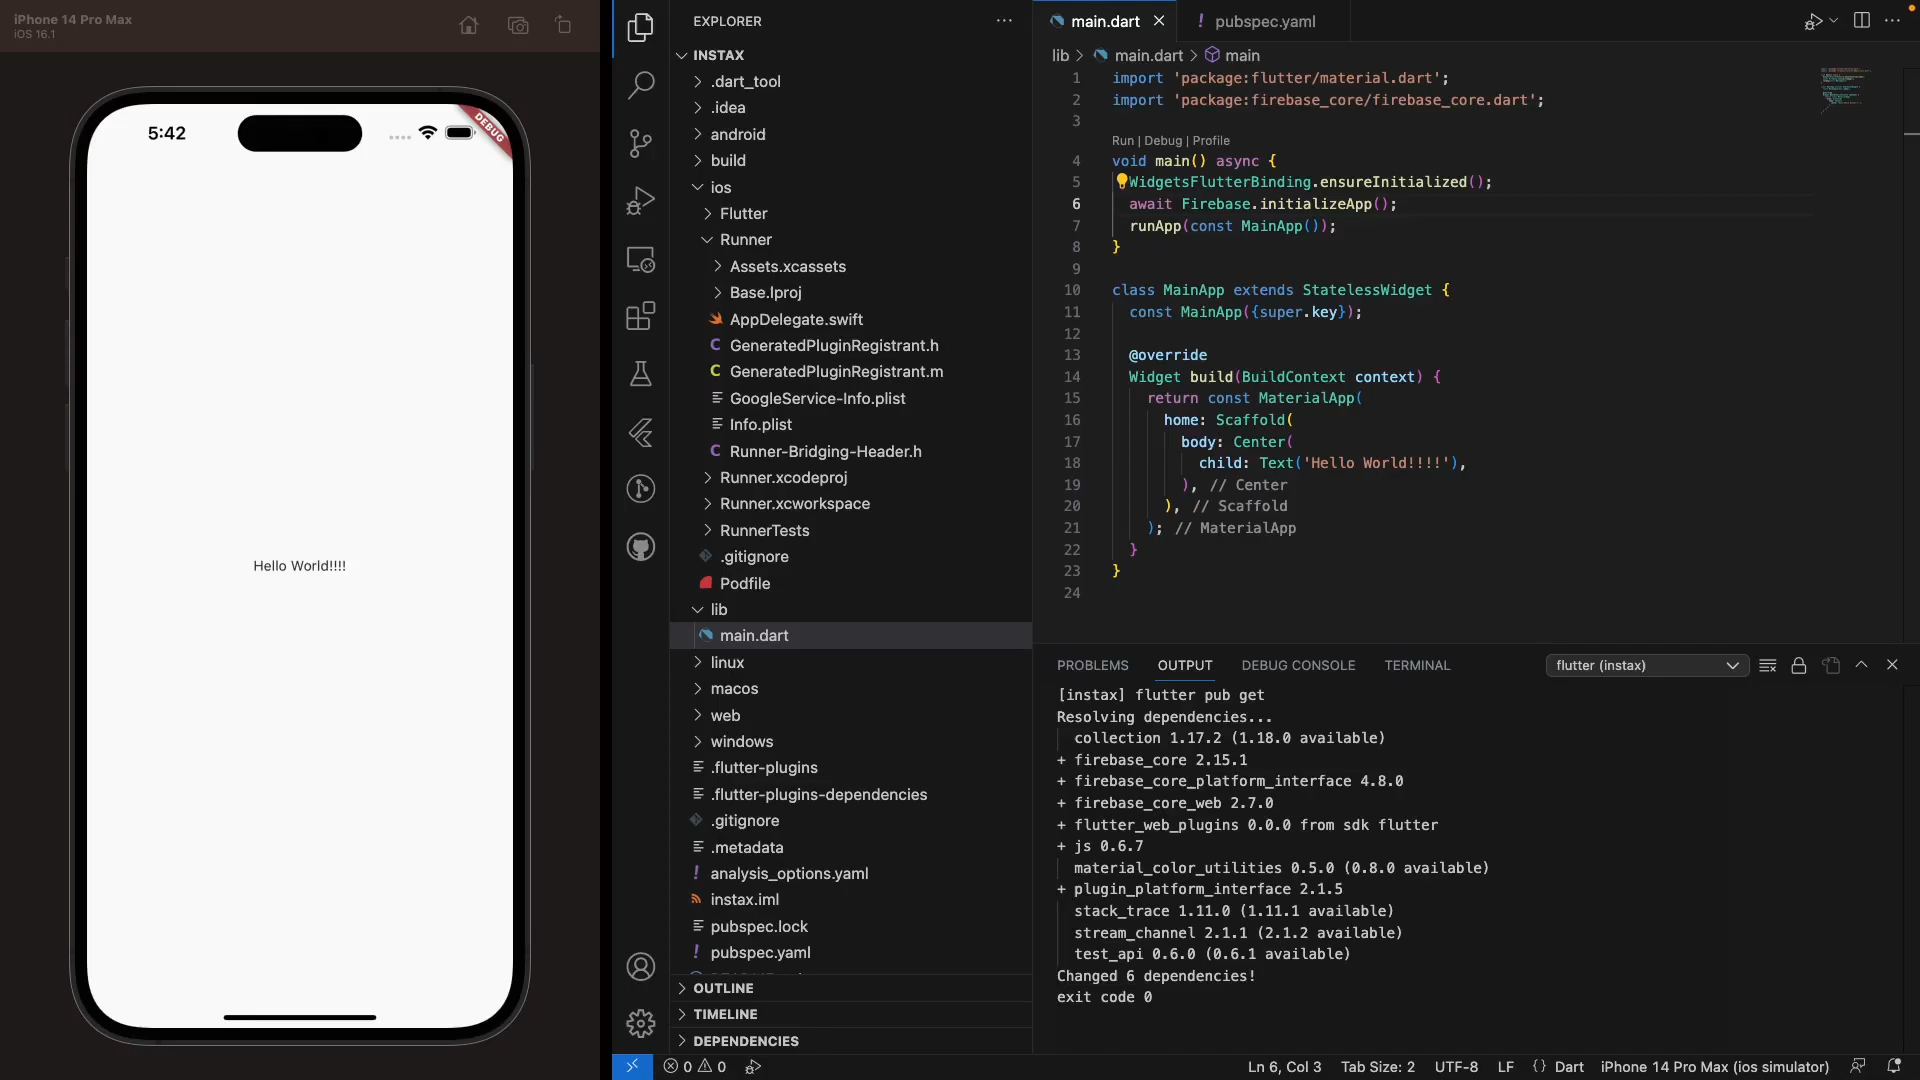 iPhone 14 Pro Max
iOS 16.1
5:42
DEBUG
Hello World!!!!
EXPLORER
INSTAX
.dart_tool
.idea
android
build
ios
Flutter
Runner
Assets.xcassets
Base.lproj
AppDelegate.swift
C GeneratedPluginRegistrant.h
C GeneratedPluginRegistrant.m
GoogleService-Info.plist
Info.plist
C Runner-Bridging-Header.h
Runner.xcodeproj
Runner.xcworkspace
RunnerTests
.gitignore
Podfile
lib
main.dart
linux
macos
web
windows
.flutter-plugins
.flutter-plugins-dependencies
.gitignore
.metadata
! analysis_options.yaml
instax.iml
pubspec.lock
! pubspec.yaml
OUTLINE
TIMELINE
DEPENDENCIES
main.dart
! pubspec.yaml
lib > main.dart > main
1 import 'package:flutter/material.dart';
2 import 'package:firebase_core/firebase_core.dart';
3
Run | Debug | Profile
4 void main() async {
5 WidgetsFlutterBinding.ensureInitialized();
6 await Firebase.initializeApp();
7 runApp(const MainApp());
8 }
9
10 class MainApp extends StatelessWidget {
11 const MainApp({super.key});
12
13 @override
14 Widget build(BuildContext context) {
15 return const MaterialApp(
16 home: Scaffold(
17 body: Center(
18 child: Text('Hello World!!!!'),
19 ), // Center
20 ), // Scaffold
21 ); // MaterialApp
22 }
23 }
24
PROBLEMS OUTPUT DEBUG CONSOLE TERMINAL
flutter (instax)
[instax] flutter pub get
Resolving dependencies...
collection 1.17.2 (1.18.0 available)
+ firebase_core 2.15.1
+ firebase_core_platform_interface 4.8.0
+ firebase_core_web 2.7.0
+ flutter_web_plugins 0.0.0 from sdk flutter
+ js 0.6.7
material_color_utilities 0.5.0 (0.8.0 available)
+ plugin_platform_interface 2.1.5
stack_trace 1.11.0 (1.11.1 available)
stream_channel 2.1.1 (2.1.2 available)
test_api 0.6.0 (0.6.1 available)
Changed 6 dependencies!
exit code 0
0 0
Ln 6, Col 3 Tab Size: 2 UTF-8 LF {} Dart iPhone 14 Pro Max (ios simulator)